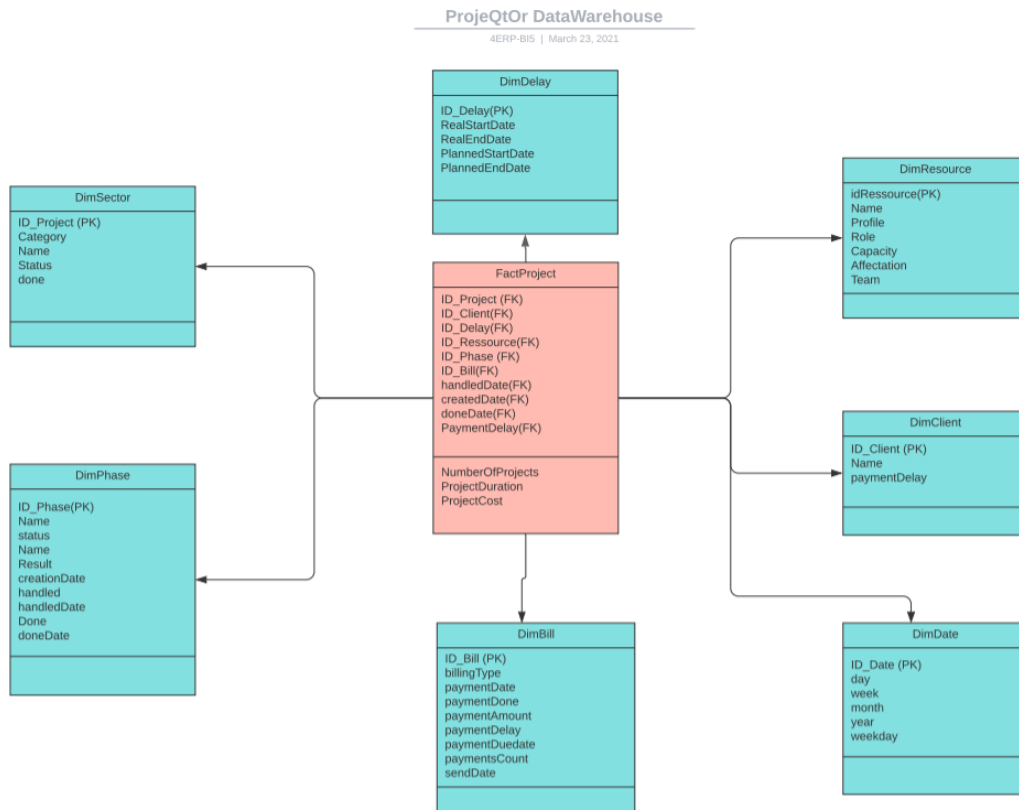 ProjeQtOr DataWarehouse
4ERP-BI5 | March 23, 2021
DimDelay
ID_Delay(PK)
RealStartDate
RealEndDate
PlannedStartDate
PlannedEndDate
DimSector
ID_Project (PK)
Category
Name
Status
done
DimResource
idRessource(PK)
Name
Profile
Role
Capacity
Affectation
Team
FactProject
ID_Project (FK)
ID_Client(FK)
ID_Delay(FK)
ID_Ressource(FK)
ID_Phase (FK)
ID_Bill(FK)
handledDate(FK)
createdDate(FK)
doneDate(FK)
PaymentDelay(FK)
NumberOfProjects
ProjectDuration
ProjectCost
DimClient
ID_Client (PK)
Name
paymentDelay
DimPhase
ID_Phase(PK)
Name
status
Name
Result
creationDate
handled
handledDate
Done
doneDate
DimBill
ID_Bill (PK)
billingType
paymentDate
paymentDone
paymentAmount
paymentDelay
paymentDuedate
paymentsCount
sendDate
DimDate
ID_Date (PK)
day
week
month
year
weekday